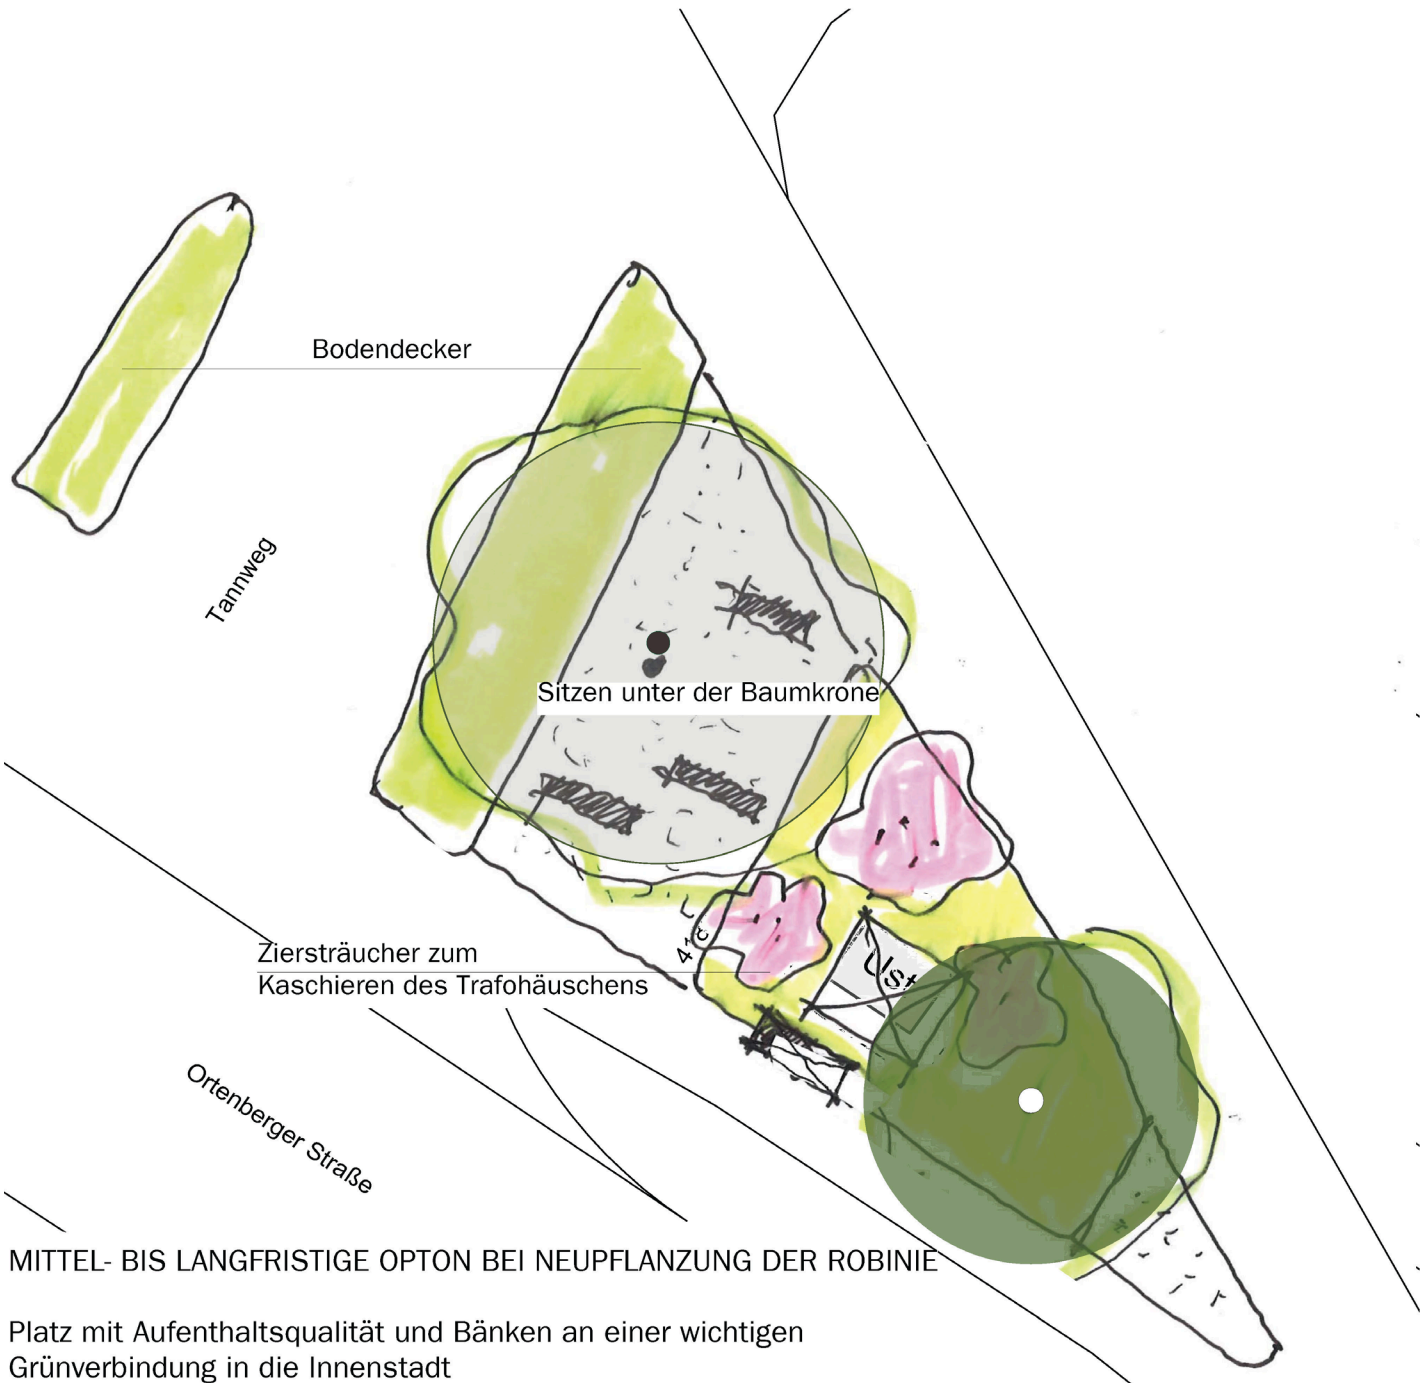 Bodendecker
Tannweg
Sitzen unter der Baumkrone
Ziersträucher zum
Kaschieren des Trafohäuschens
Ust
Ortenberger Straße
MITTEL- BIS LANGFRISTIGE OPTON BEI NEUPFLANZUNG DER ROBINIE
Platz mit Aufenthaltsqualität und Bänken an einer wichtigen
Grünverbindung in die Innenstadt